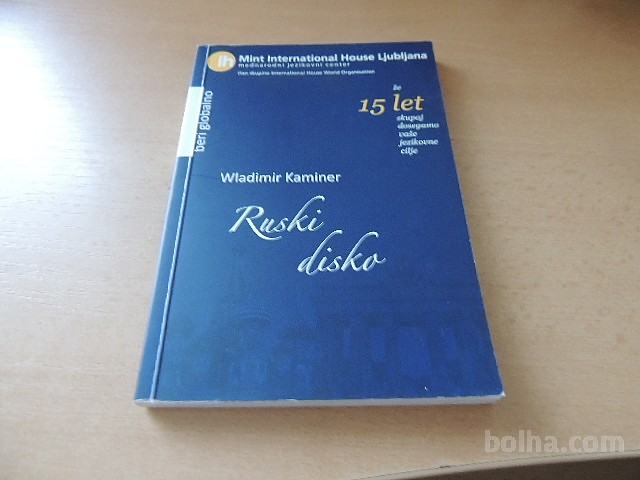 ih Mint International House Ljubljana
mednarodni jezikovni center
član skupine International House World Organisation
beri globalno
že
15 let
skupaj
dosegamo
vaše
jezikovne
cilje
Wladimir Kaminer
Ruski
disko
bolha.com